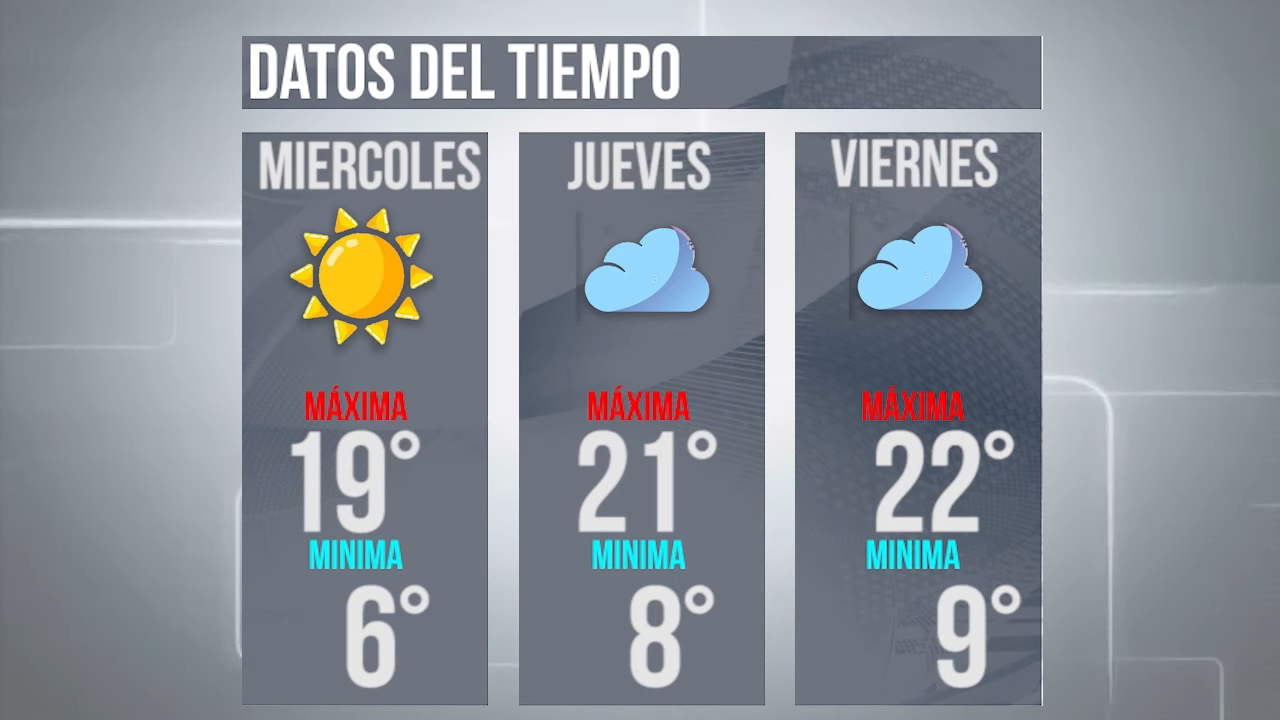 DATOS DEL TIEMPO
MIERCOLES
MÁXIMA
19°
MINIMA
6°
JUEVES
MÁXIMA
21°
MINIMA
8°
VIERNES
MÁXIMA
22°
MINIMA
9°